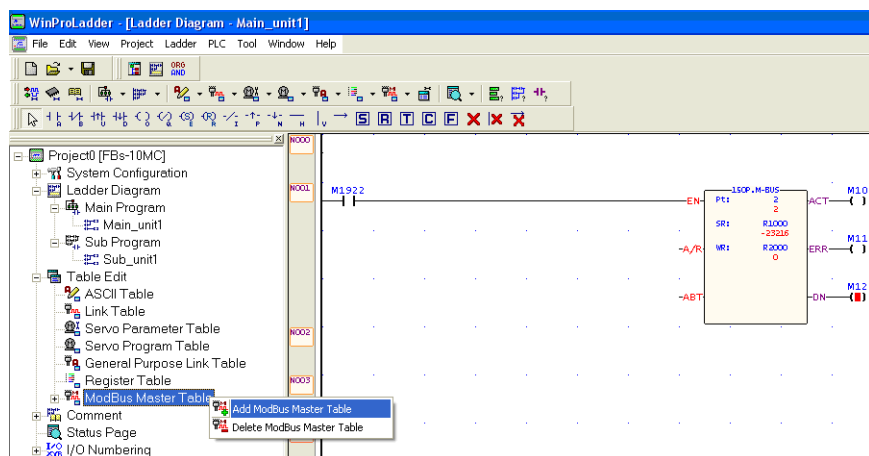 WinProLadder - [Ladder Diagram - Main_unit1]
File Edit View Project Ladder PLC Tool Window Help
ORG
AND
S R T C F
Project0 [FBs-10MC]
System Configuration
Ladder Diagram
Main Program
Main_unit1
Sub Program
Sub_unit1
Table Edit
ASCII Table
Link Table
Servo Parameter Table
Servo Program Table
General Purpose Link Table
Register Table
ModBus Master Table
Add ModBus Master Table
Delete ModBus Master Table
Comment
Status Page
I/O Numbering
N000
N001
M1922
150P.M-BUS
EN
Pt: 2
2
ACT
M10
SR: R1000
-23216
A/R
WR: R2000
0
ERR
M11
ABT
DN
M12
N002
N003